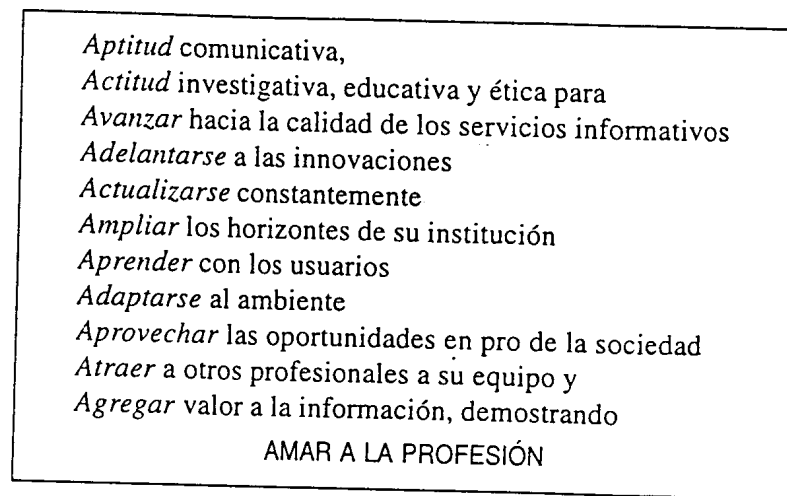 Aptitud comunicativa,
Actitud investigativa, educativa y ética para
Avanzar hacia la calidad de los servicios informativos
Adelantarse a las innovaciones
Actualizarse constantemente
Ampliar los horizontes de su institución
Aprender con los usuarios
Adaptarse al ambiente
Aprovechar las oportunidades en pro de la sociedad
Atraer a otros profesionales a su equipo y
Agregar valor a la información, demostrando
AMAR A LA PROFESIÓN